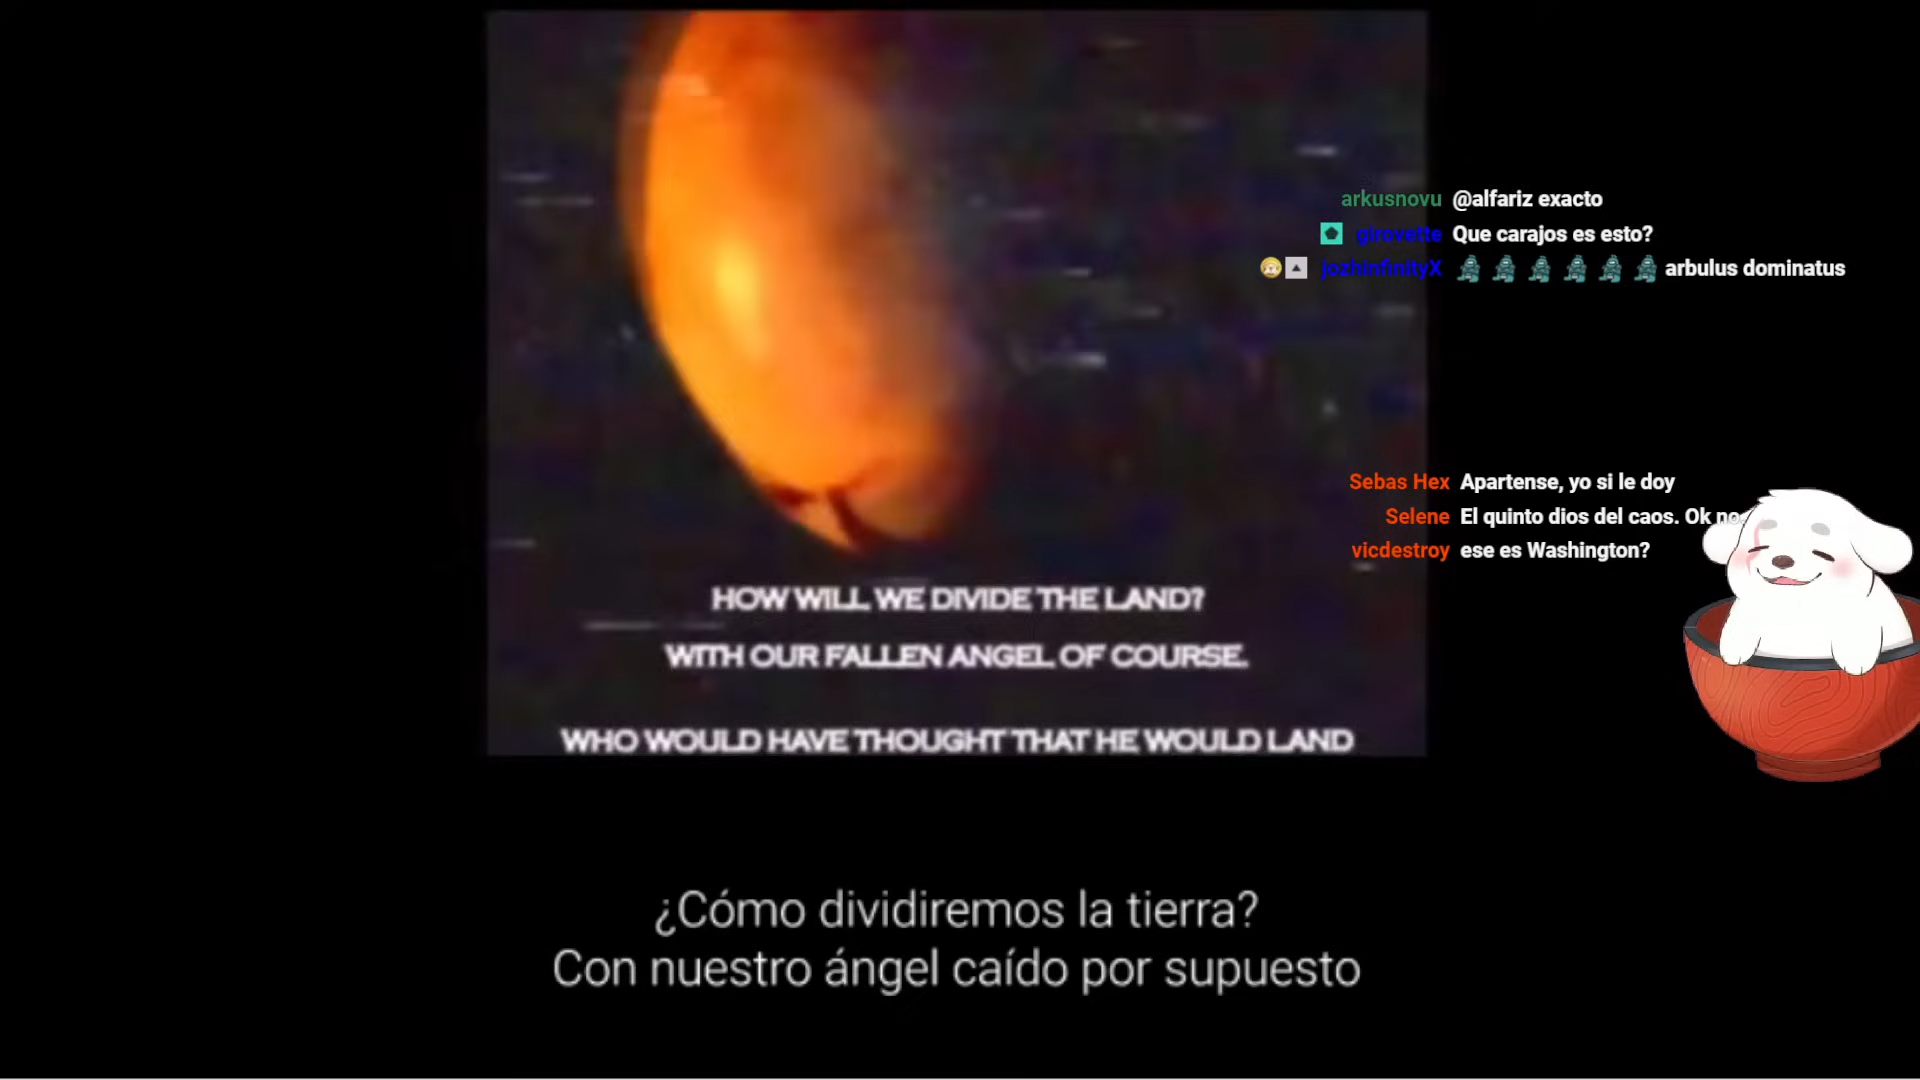 arkusnovu @alfariz exacto
girovette Que carajos es esto?
jozhinfinityX arbulus dominatus
Sebas Hex Apartense, yo si le doy
Selene El quinto dios del caos. Ok no.
vicdestroy ese es Washington?
HOW WILL WE DIVIDE THE LAND?
WITH OUR FALLEN ANGEL OF COURSE.
WHO WOULD HAVE THOUGHT THAT HE WOULD LAND
¿Cómo dividiremos la tierra?
Con nuestro ángel caído por supuesto